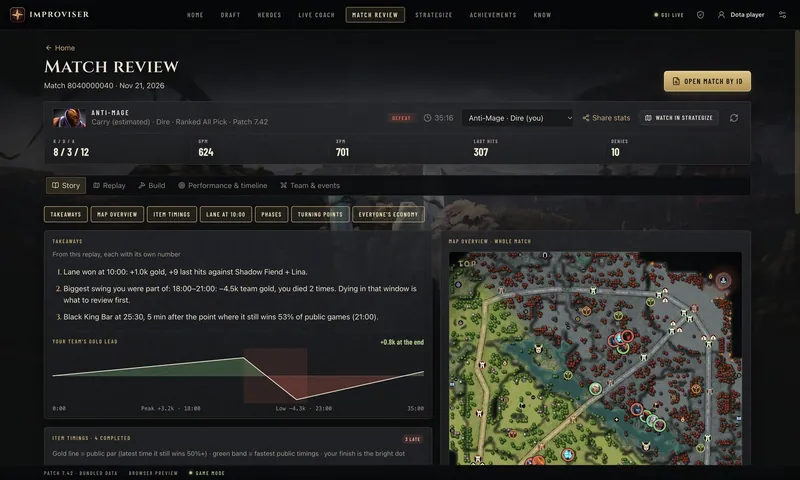 IMPROVISER
HOME DRAFT HEROES LIVE COACH MATCH REVIEW STRATEGIZE ACHIEVEMENTS KNOW
GSI LIVE Dota player
← Home
MATCH REVIEW
Match 8040000040 · Nov 21, 2026
OPEN MATCH BY ID
ANTI-MAGE
Carry (estimated) · Dire · Ranked All Pick · Patch 7.42
DEFEAT 35:16 Anti-Mage · Dire (you) Share stats WATCH IN STRATEGIZE
K / D / A GPM XPM LAST HITS DENIES
8 / 3 / 12 624 701 307 10
Story Replay Build Performance & timeline Team & events
TAKEAWAYS MAP OVERVIEW ITEM TIMINGS LANE AT 10:00 PHASES TURNING POINTS EVERYONE'S ECONOMY
TAKEAWAYS
From this replay, each with its own number
1. Lane won at 10:00: +1.0k gold, +9 last hits against Shadow Fiend + Lina.
2. Biggest swing you were part of: 18:00–21:00: −4.5k team gold, you died 2 times. Dying in that window is
what to review first.
3. Black King Bar at 25:30, 5 min after the point where it still wins 53% of public games (21:00).
YOUR TEAM'S GOLD LEAD +0.8k at the end
0:00 Peak +3.2k · 18:00 Low −4.3k · 23:00 35:00
ITEM TIMINGS · 4 COMPLETED 3 LATE
Gold line = public par (latest time it still wins 50%+) · green band = fastest public timings · your finish is the bright dot
MAP OVERVIEW · WHOLE MATCH
TOP
PATCH 7.42 · BUNDLED DATA BROWSER PREVIEW GAME MODE